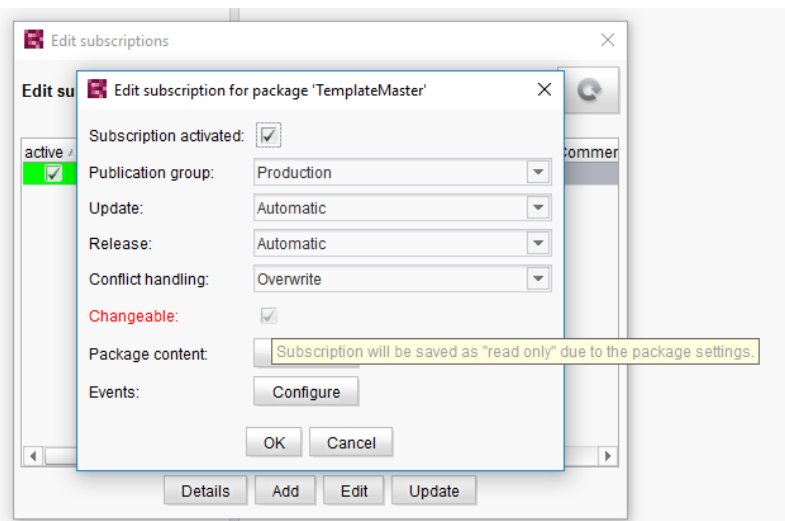 Edit subscriptions
Edit su
Edit subscription for package 'TemplateMaster'
active
Commer
Subscription activated:
Publication group: Production
Update: Automatic
Release: Automatic
Conflict handling: Overwrite
Changeable:
Package content:
Subscription will be saved as "read only" due to the package settings.
Events: Configure
OK Cancel
Details Add Edit Update